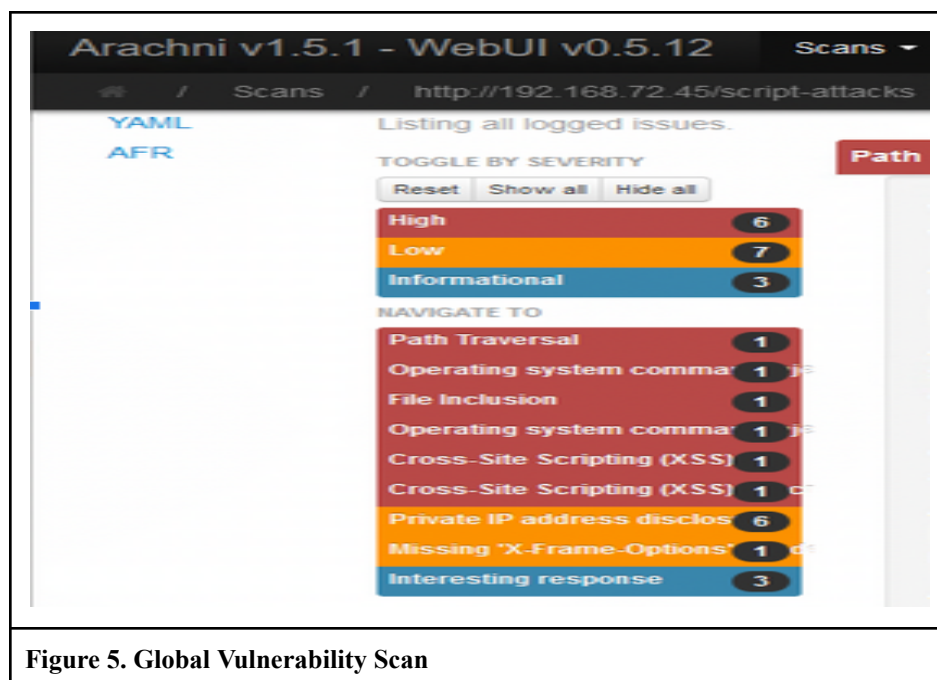 Arachni v1.5.1 - WebUI v0.5.12 Scans
/ Scans / http://192.168.72.45/script-attacks
YAML
AFR
Listing all logged issues.
TOGGLE BY SEVERITY
Path
Reset Show all Hide all
High 6
Low 7
Informational 3
NAVIGATE TO
Path Traversal 1
Operating system comma 1
File Inclusion 1
Operating system comma 1
Cross-Site Scripting (XSS) 1
Cross-Site Scripting (XSS) 1
Private IP address disclos 6
Missing 'X-Frame-Options' 1
Interesting response 3
Figure 5. Global Vulnerability Scan